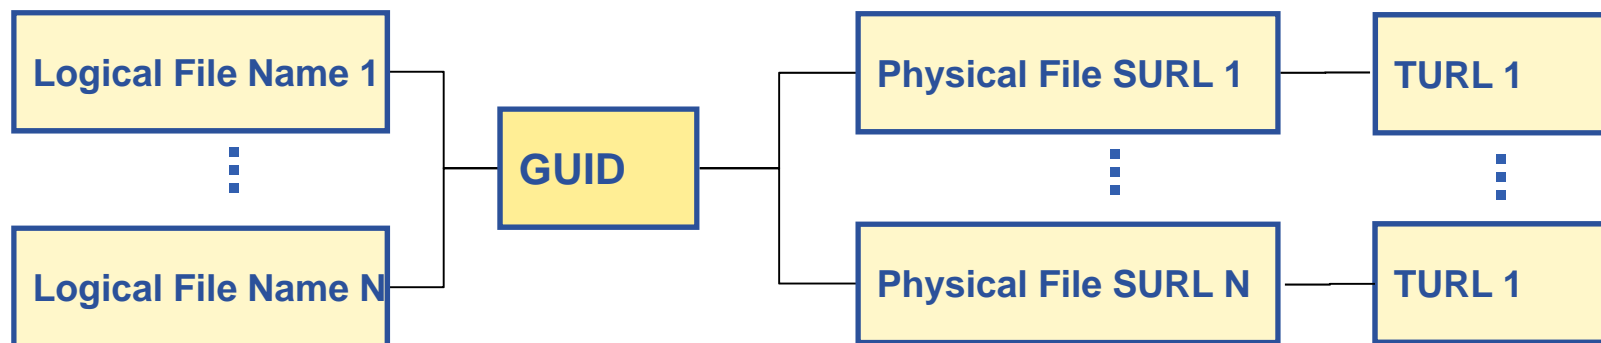 Logical File Name 1
Physical File SURL 1
TURL 1
GUID
Logical File Name N
Physical File SURL N
TURL 1